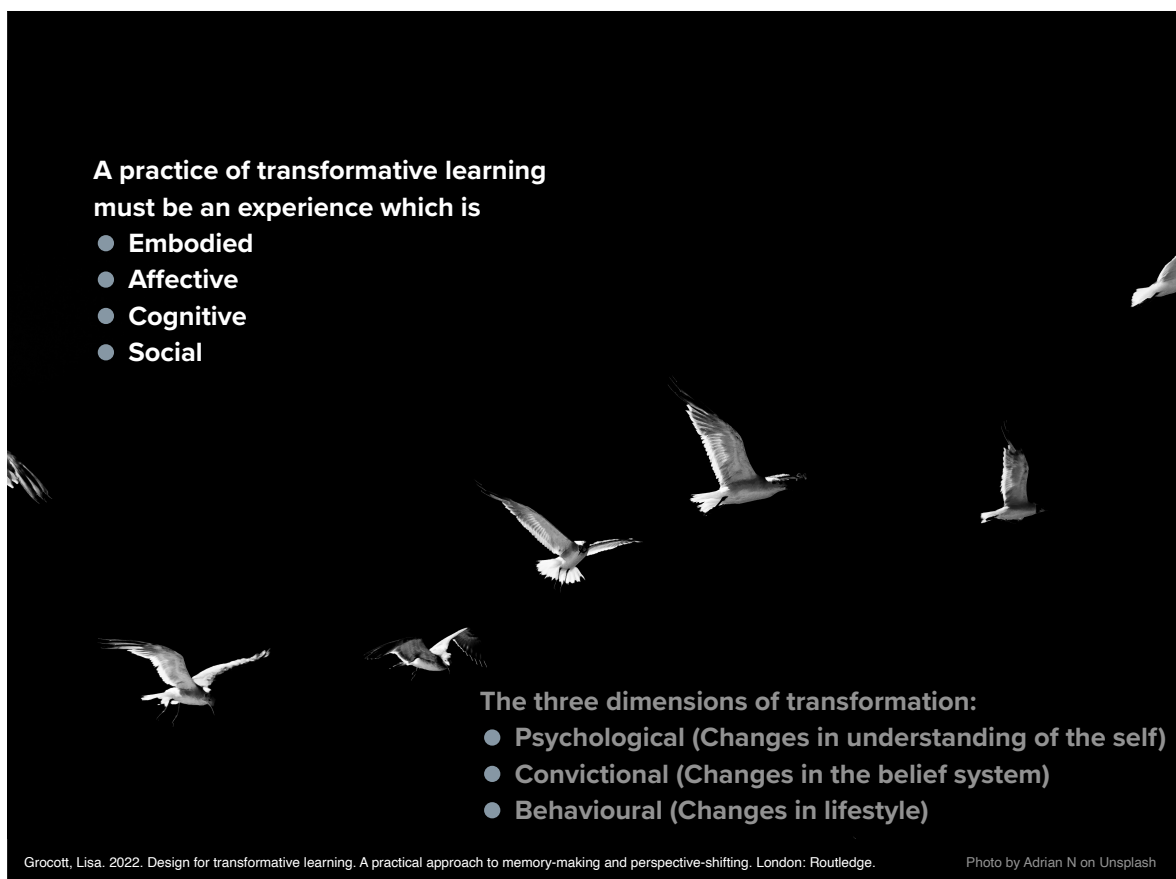 A practice of transformative learning
must be an experience which is
● Embodied
● Affective
● Cognitive
● Social
The three dimensions of transformation:
● Psychological (Changes in understanding of the self)
● Convictional (Changes in the belief system)
● Behavioural (Changes in lifestyle)
Grocott, Lisa. 2022. Design for transformative learning. A practical approach to memory-making and perspective-shifting. London: Routledge.
Photo by Adrian N on Unsplash